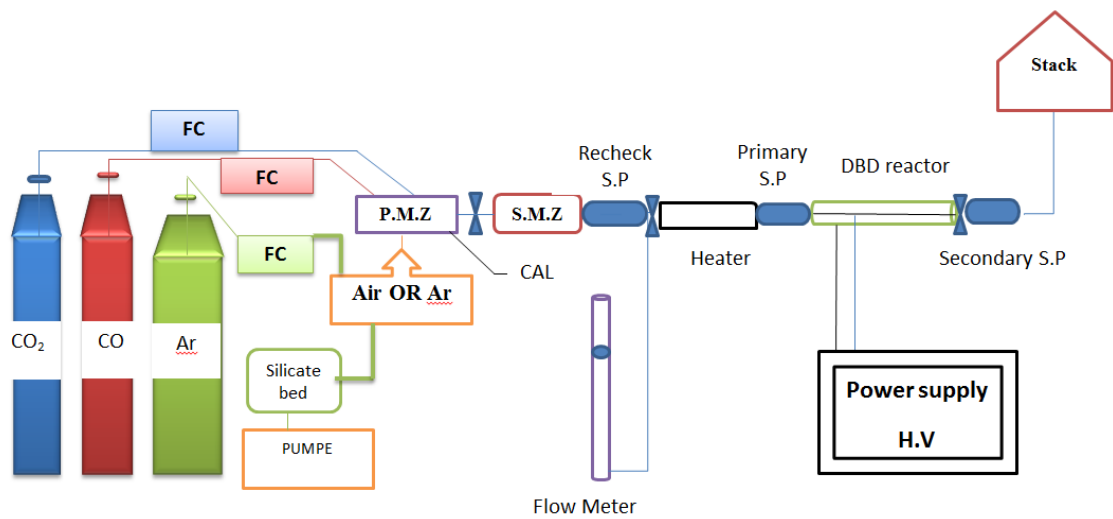 Stack
FC
FC
FC
P.M.Z
S.M.Z
Recheck
S.P
Primary
S.P
DBD reactor
Heater
Secondary S.P
CAL
Air OR Ar
CO₂
CO
Ar
Silicate
bed
PUMPE
Flow Meter
Power supply
H.V